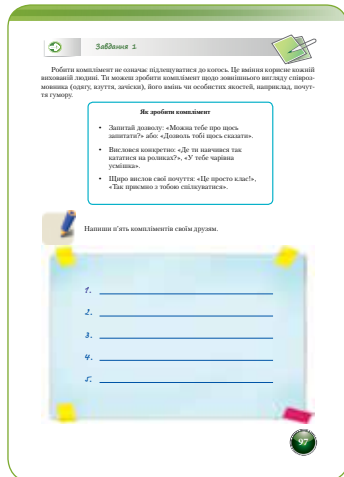 Завдання 1
Робити комплімент не означає підлещуватися до когось. Це вміння корисне кожній
вихованій людині. Ти можеш зробити комплімент щодо зовнішнього вигляду співроз-
мовника (одягу, взуття, зачіски), його вмінь чи особистих якостей, наприклад, почут-
тя гумору.
Як зробити комплімент
• Запитай дозволу: «Можна тебе про щось
запитати?» або: «Дозволь тобі щось сказати».
• Висловся конкретно: «Де ти навчився так
кататися на роликах?», «У тебе чарівна
усмішка».
• Щиро вислов свої почуття: «Це просто клас!»,
«Так приємно з тобою спілкуватися».
Напиши п'ять компліментів своїм друзям.
1.
2.
3.
4.
5.
97